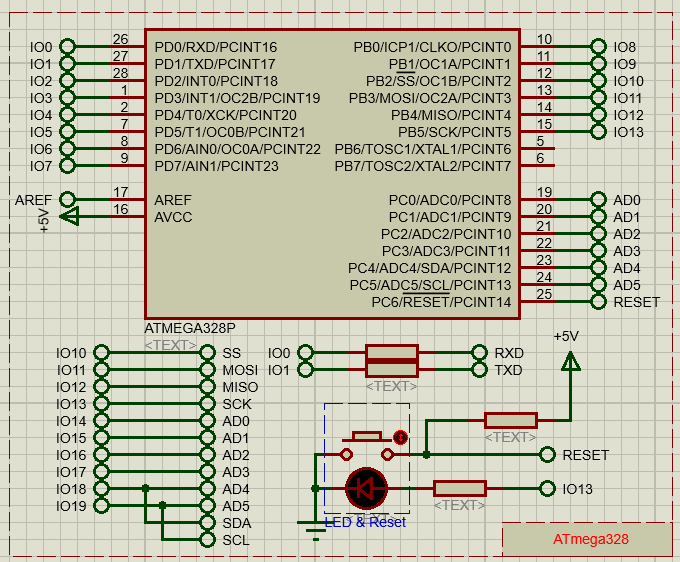 IO0 26 PD0/RXD/PCINT16 PB0/ICP1/CLKO/PCINT0 10 IO8
IO1 27 PD1/TXD/PCINT17 PB1/OC1A/PCINT1 11 IO9
IO2 28 PD2/INT0/PCINT18 PB2/SS/OC1B/PCINT2 12 IO10
IO3 1 PD3/INT1/OC2B/PCINT19 PB3/MOSI/OC2A/PCINT3 13 IO11
IO4 2 PD4/T0/XCK/PCINT20 PB4/MISO/PCINT4 14 IO12
IO5 7 PD5/T1/OC0B/PCINT21 PB5/SCK/PCINT5 15 IO13
IO6 8 PD6/AIN0/OC0A/PCINT22 PB6/TOSC1/XTAL1/PCINT6 5
IO7 9 PD7/AIN1/PCINT23 PB7/TOSC2/XTAL2/PCINT7 6
AREF 17 AREF PC0/ADC0/PCINT8 19 AD0
+5V 16 AVCC PC1/ADC1/PCINT9 20 AD1
PC2/ADC2/PCINT10 21 AD2
PC3/ADC3/PCINT11 22 AD3
PC4/ADC4/SDA/PCINT12 23 AD4
PC5/ADC5/SCL/PCINT13 24 AD5
PC6/RESET/PCINT14 25 RESET
ATMEGA328P
<TEXT>
+5V
IO10 SS IO0 RXD
IO11 MOSI IO1 TXD
IO12 MISO <TEXT>
IO13 SCK
IO14 AD0
IO15 AD1 <TEXT>
IO16 AD2 RESET
IO17 AD3
IO18 AD4 IO13
IO19 AD5 <TEXT>
SDA LED & Reset
SCL ATmega328